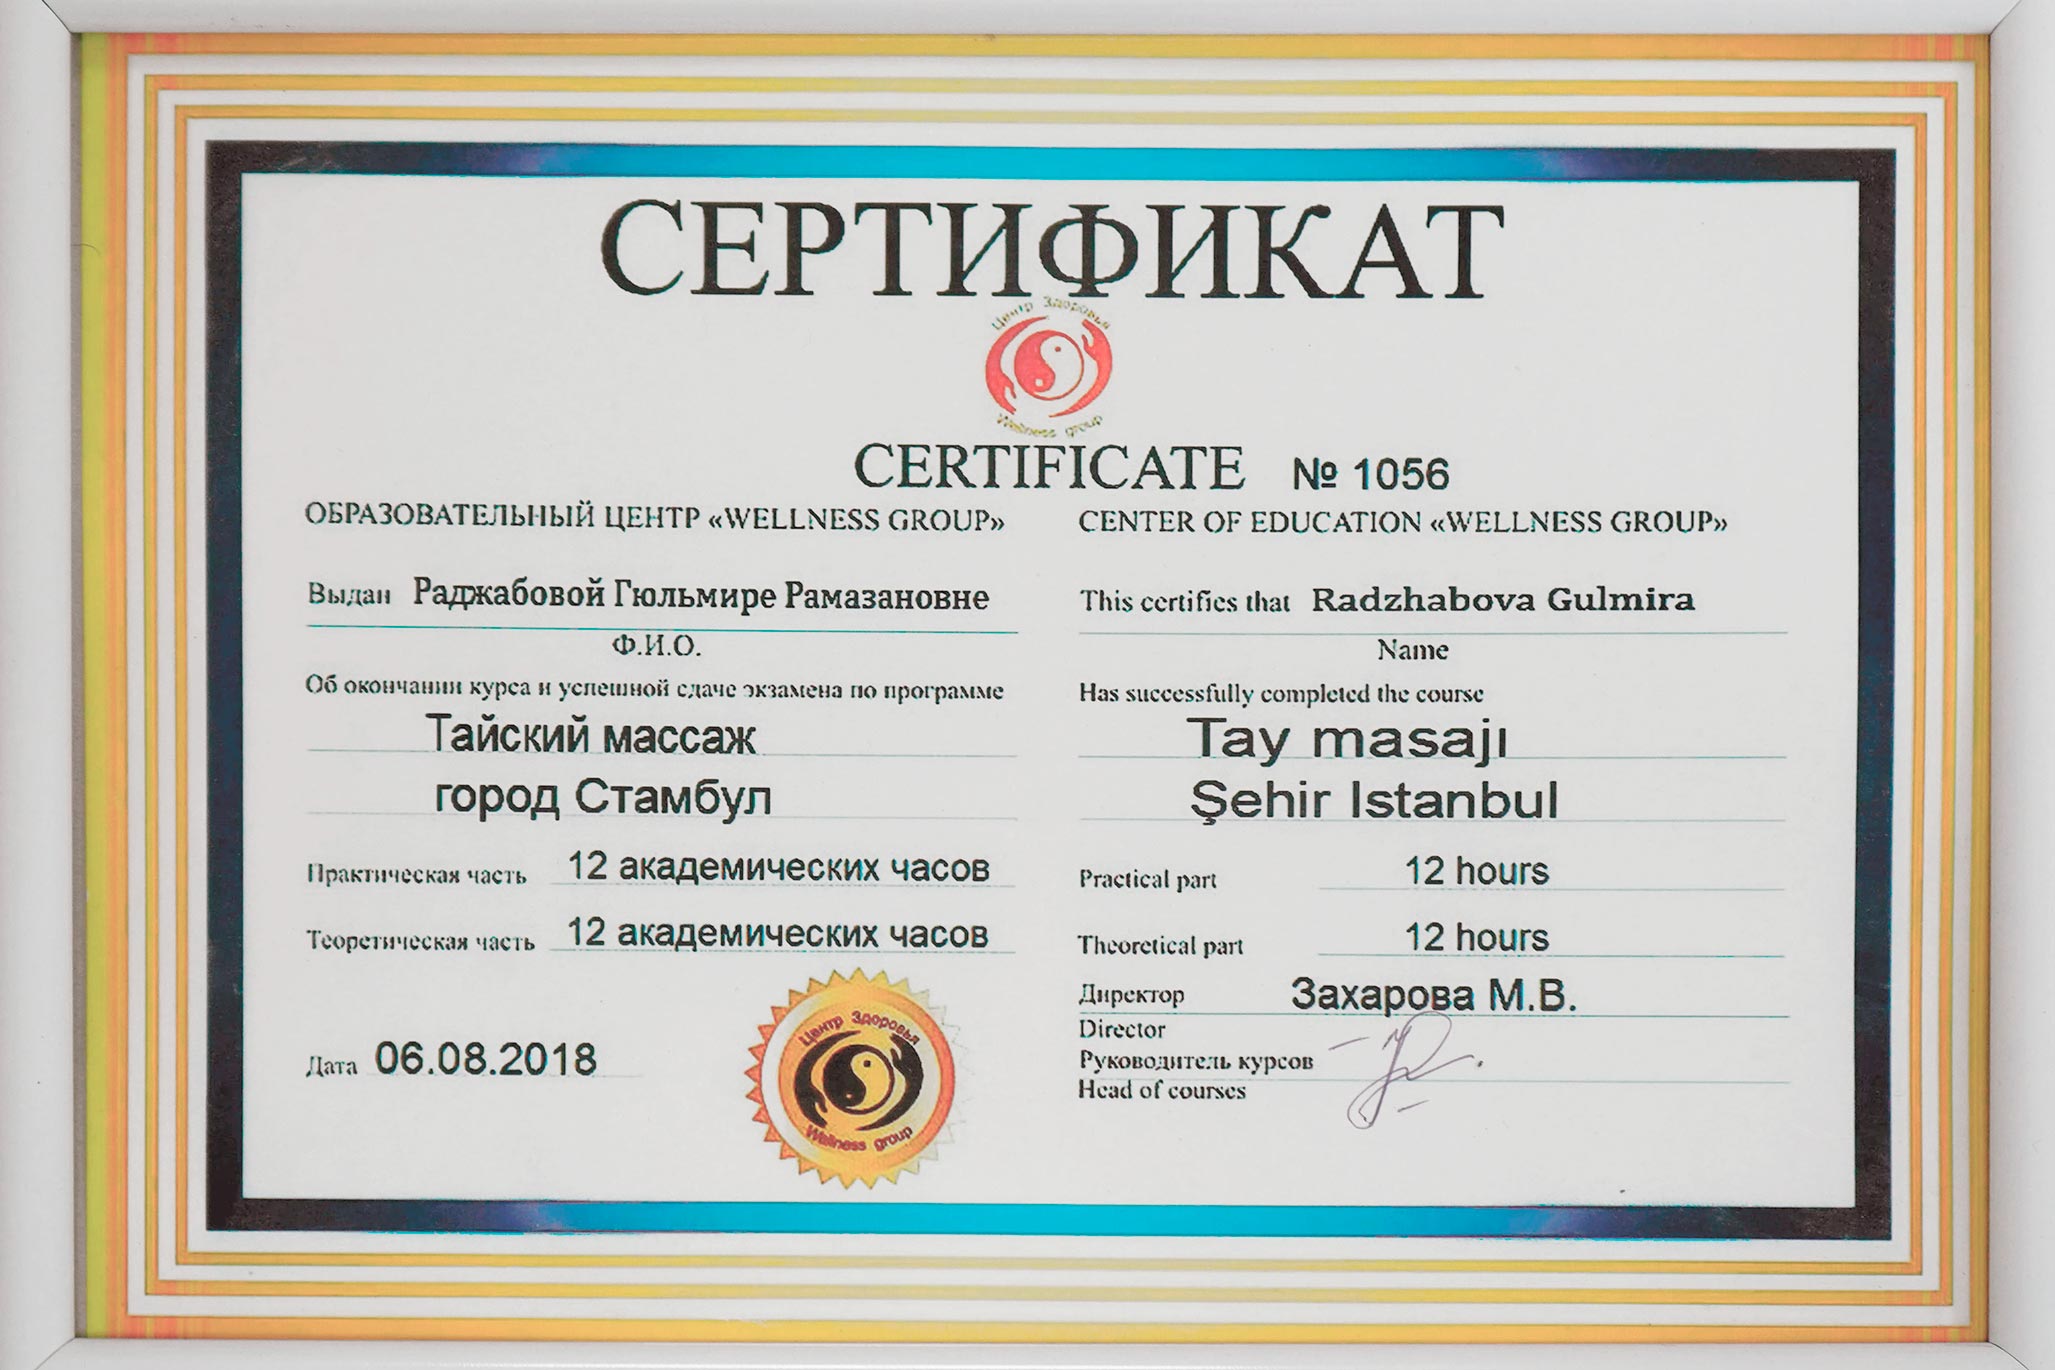 СЕРТИФИКАТ
Центр Здоровья
Wellness group
CERTIFICATE № 1056
ОБРАЗОВАТЕЛЬНЫЙ ЦЕНТР «WELLNESS GROUP»
Выдан Раджабовой Гюльмире Рамазановне
Ф.И.О.
Об окончании курса и успешной сдаче экзамена по программе
Тайский массаж
город Стамбул
Практическая часть 12 академических часов
Теоретическая часть 12 академических часов
Дата 06.08.2018
Центр Здоровья
Wellness group
CENTER OF EDUCATION «WELLNESS GROUP»
This certifies that Radzhabova Gulmira
Name
Has successfully completed the course
Tay masajı
Şehir Istanbul
Practical part 12 hours
Theoretical part 12 hours
Директор Захарова М.В.
Director
Руководитель курсов
Head of courses